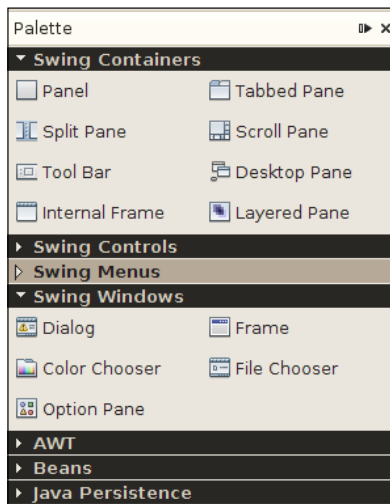 Palette
Swing Containers
Panel Tabbed Pane
Split Pane Scroll Pane
Tool Bar Desktop Pane
Internal Frame Layered Pane
Swing Controls
Swing Menus
Swing Windows
Dialog Frame
Color Chooser File Chooser
Option Pane
AWT
Beans
Java Persistence